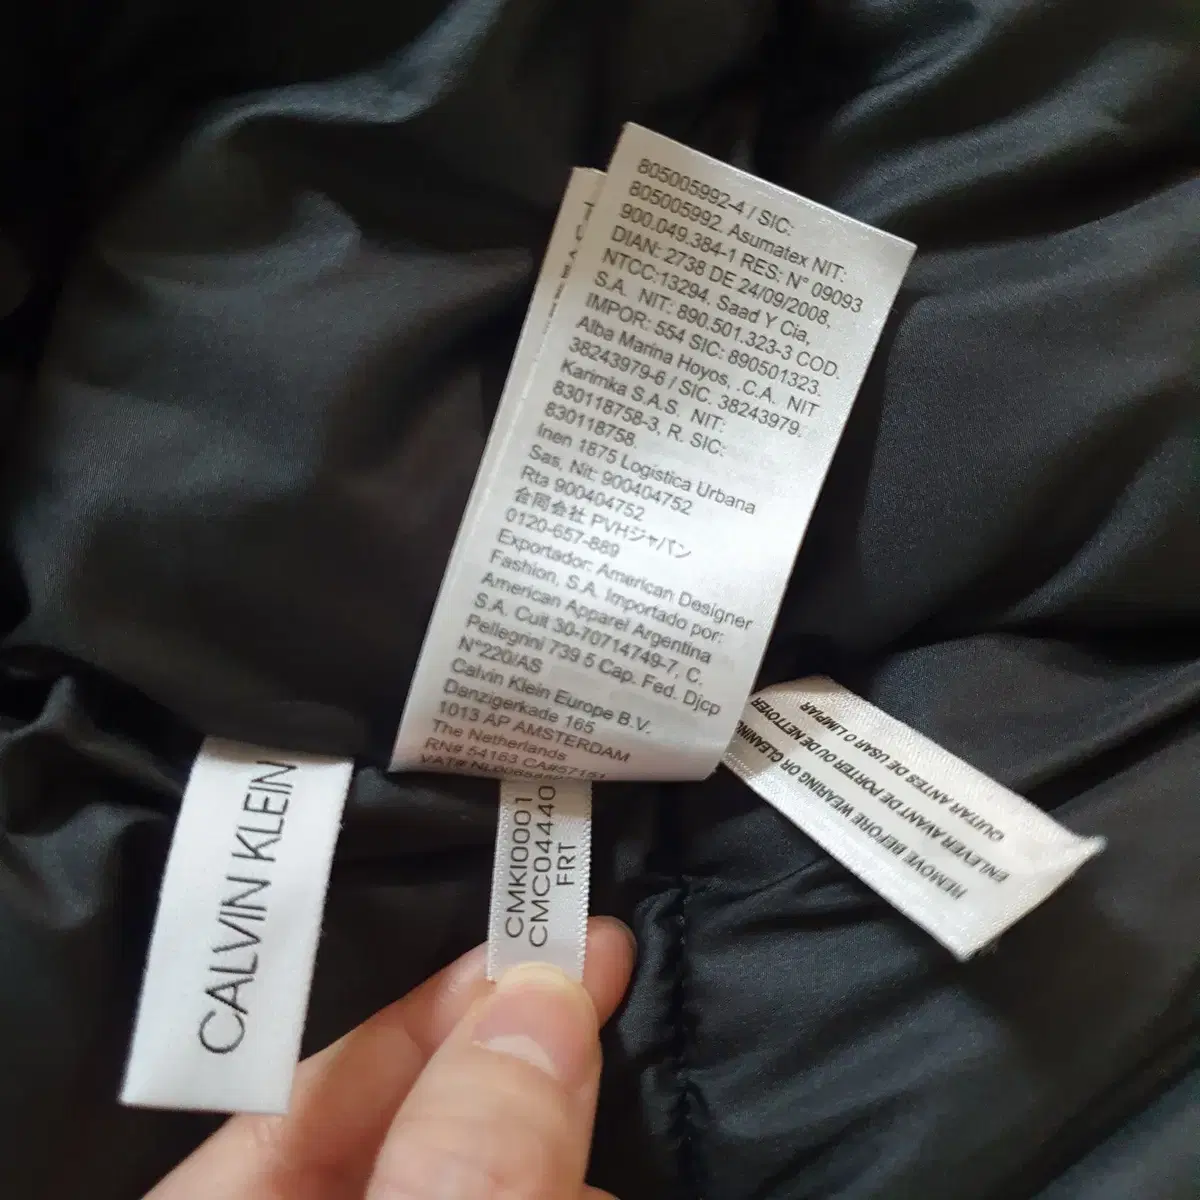 805005992-4 / SIC:
805005992. Asumatex NIT:
900.049.384-1 RES: N° 09093
DIAN: 2738 DE 24/09/2008,
NTCC:13294. Saad Y Cia,
S.A. NIT: 890.501.323-3 COD.
IMPOR: 554 SIC: 890501323.
Alba Marina Hoyos, .C.A. NIT
38243979-6 / SIC. 38243979.
Karimka S.A.S. NIT:
830118758-3, R. SIC:
830118758.
Inen 1875 Logística Urbana
Sas, Nit: 900404752
Rta 900404752
合同会社 PVHジャパン
0120-657-889
Exportador: American Designer
Fashion, S.A. Importado por:
American Apparel Argentina
S.A. Cuit 30-70714749-7, C.
Pellegrini 739 5 Cap. Fed. Djcp
N°220/AS
Calvin Klein Europe B.V.
Danzigerkade 165
1013 AP AMSTERDAM
The Netherlands
RN# 54163 CA#57151
VAT#
CALVIN KLEIN
CMKI0001
CMC04440
FRT
REMOVE BEFORE WEARING OR CLEANING
ENLEVER AVANT DE PORTER OU DE NETTOYER
QUITAR ANTES DE USAR O LIMPIAR